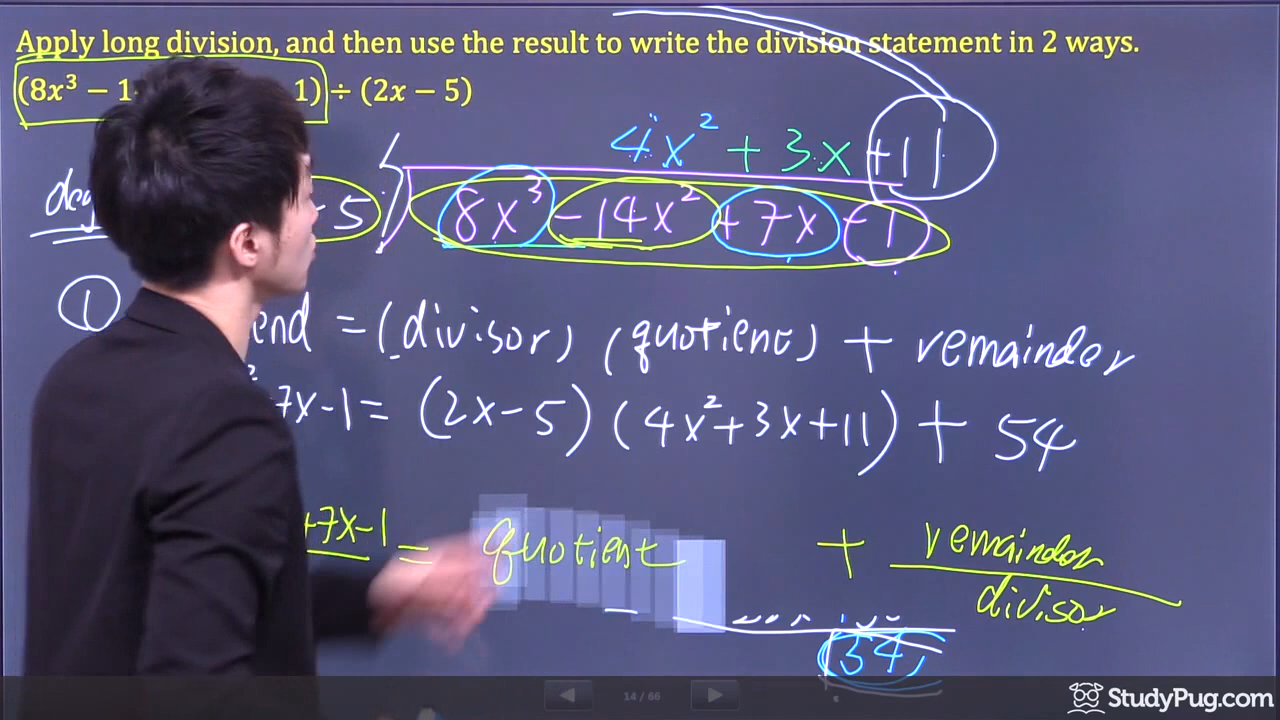 Apply long division, and then use the result to write the division statement in 2 ways.
(8x³ − 1 1) ÷ (2x − 5)
4x² + 3x + 11
deg − 5 ) 8x³ − 14x² + 7x − 1
① end = (divisor) (quotient) + remainder
7x − 1 = (2x − 5) (4x² + 3x + 11) + 54
+7x − 1 = quotient + remainder
divisor
54
14 / 66
StudyPug.com